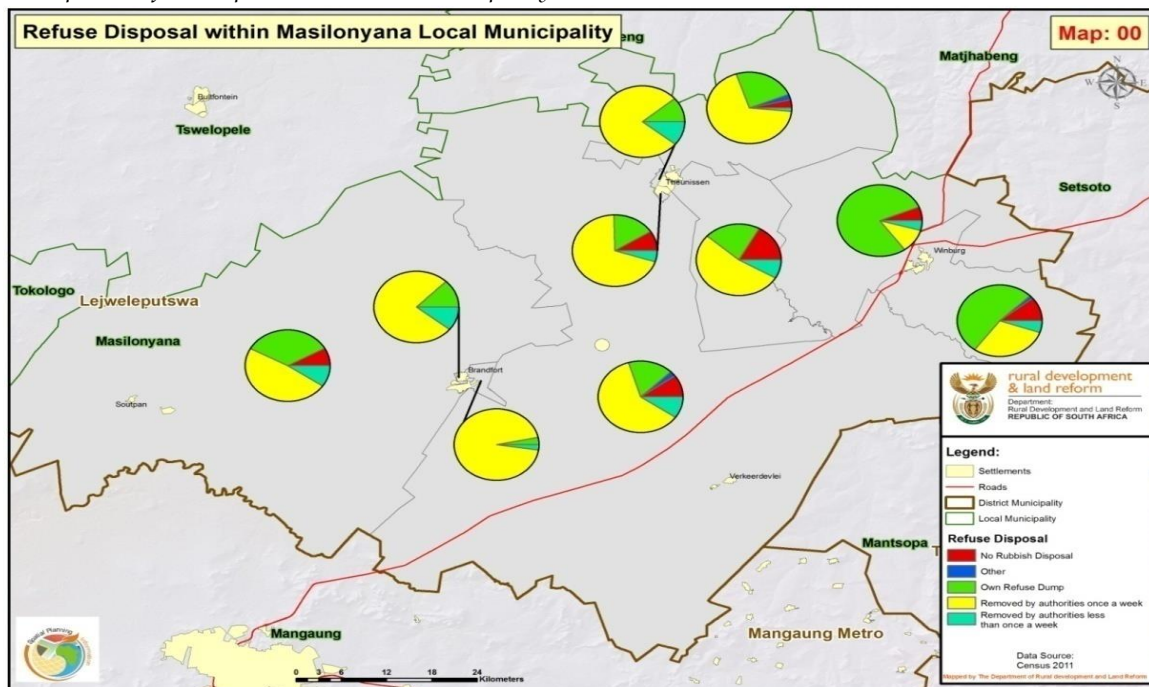 Refuse Disposal within Masilonyana Local Municipality
eng
Map: 00
Matjhabeng
N
W
E
S
Bultfontein
Tswelopele
Theunissen
Setsoto
Winburg
Tokologo
Lejweleputswa
Masilonyana
Brandfort
Soutpan
Verkeerdevlei
Mantsopa
Mangaung
Mangaung Metro
0 3 6 12 18 24
Kilometers
Spatial Planning
rural development
& land reform
Department:
Rural Development and Land Reform
REPUBLIC OF SOUTH AFRICA
Legend:
Settlements
Roads
District Municipality
Local Municipality
Refuse Disposal
No Rubbish Disposal
Other
Own Refuse Dump
Removed by authorities once a week
Removed by authorities less
than once a week
Data Source:
Census 2011
Mapped by The Department of Rural development and Land Reform